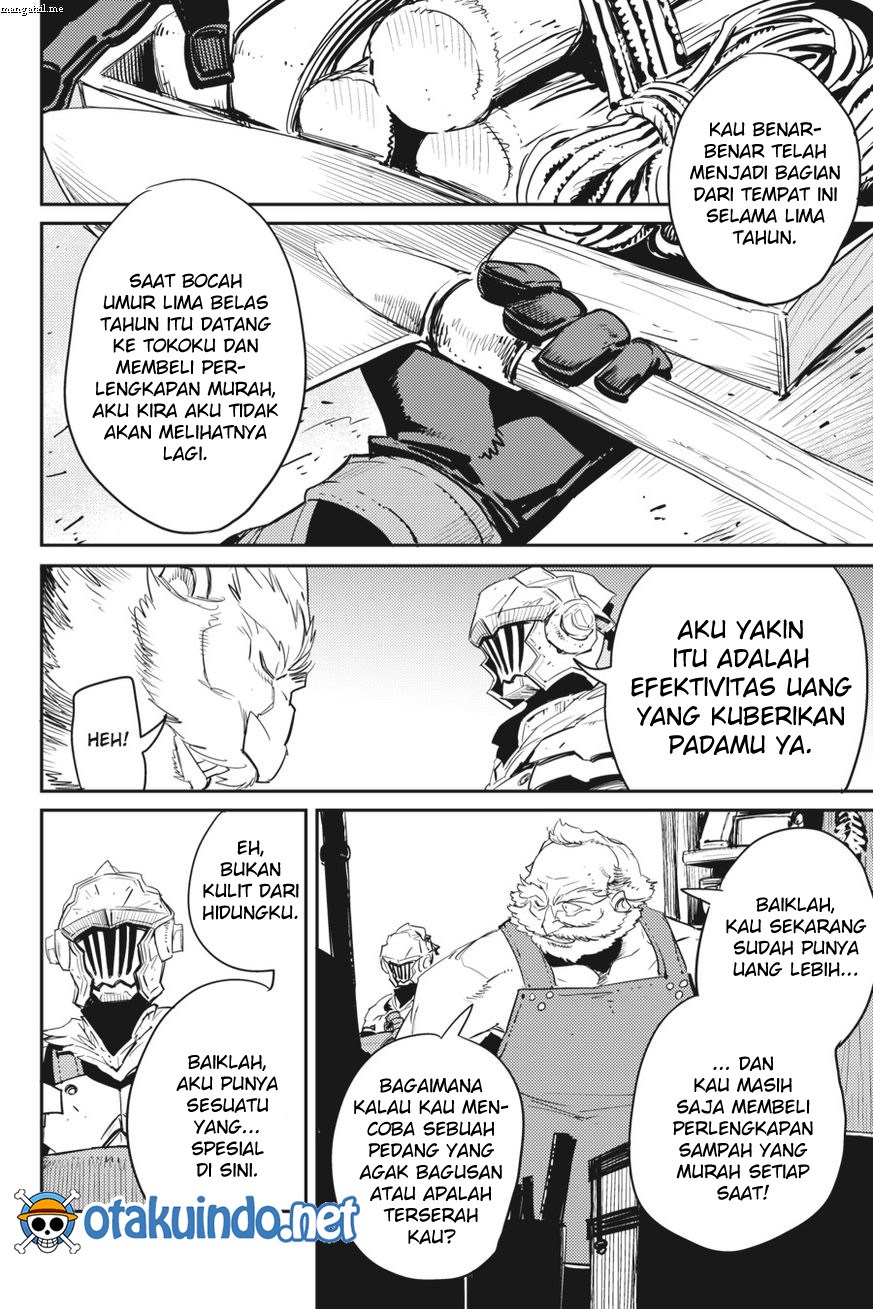 mangatail.me
KAU BENAR-
BENAR TELAH
MENJADI BAGIAN
DARI TEMPAT INI
SELAMA LIMA
TAHUN.
SAAT BOCAH
UMUR LIMA BELAS
TAHUN ITU DATANG
KE TOKOKU DAN
MEMBELI PER-
LENGKAPAN MURAH,
AKU KIRA AKU TIDAK
AKAN MELIHATNYA
LAGI.
AKU YAKIN
ITU ADALAH
EFEKTIVITAS UANG
YANG KUBERIKAN
PADAMU YA.
HEH!
BAIKLAH,
KAU SEKARANG
SUDAH PUNYA
UANG LEBIH...
... DAN
KAU MASIH
SAJA MEMBELI
PERLENGKAPAN
SAMPAH YANG
MURAH SETIAP
SAAT!
BAGAIMANA
KALAU KAU MEN-
COBA SEBUAH
PEDANG YANG
AGAK BAGUSAN
ATAU APALAH
TERSERAH
KAU?
EH,
BUKAN
KULIT DARI
HIDUNGKU.
BAIKLAH,
AKU PUNYA
SESUATU
YANG...
SPESIAL
DI SINI.
otakuindo.net